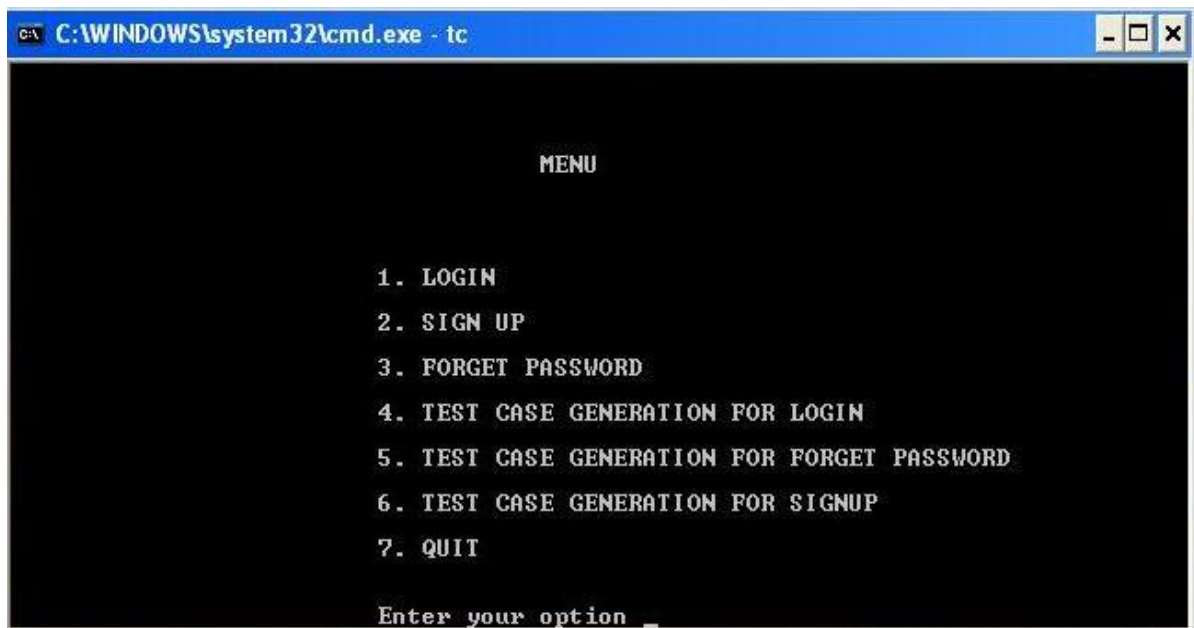 C:\WINDOWS\system32\cmd.exe - tc
MENU
1. LOGIN
2. SIGN UP
3. FORGET PASSWORD
4. TEST CASE GENERATION FOR LOGIN
5. TEST CASE GENERATION FOR FORGET PASSWORD
6. TEST CASE GENERATION FOR SIGNUP
7. QUIT
Enter your option _